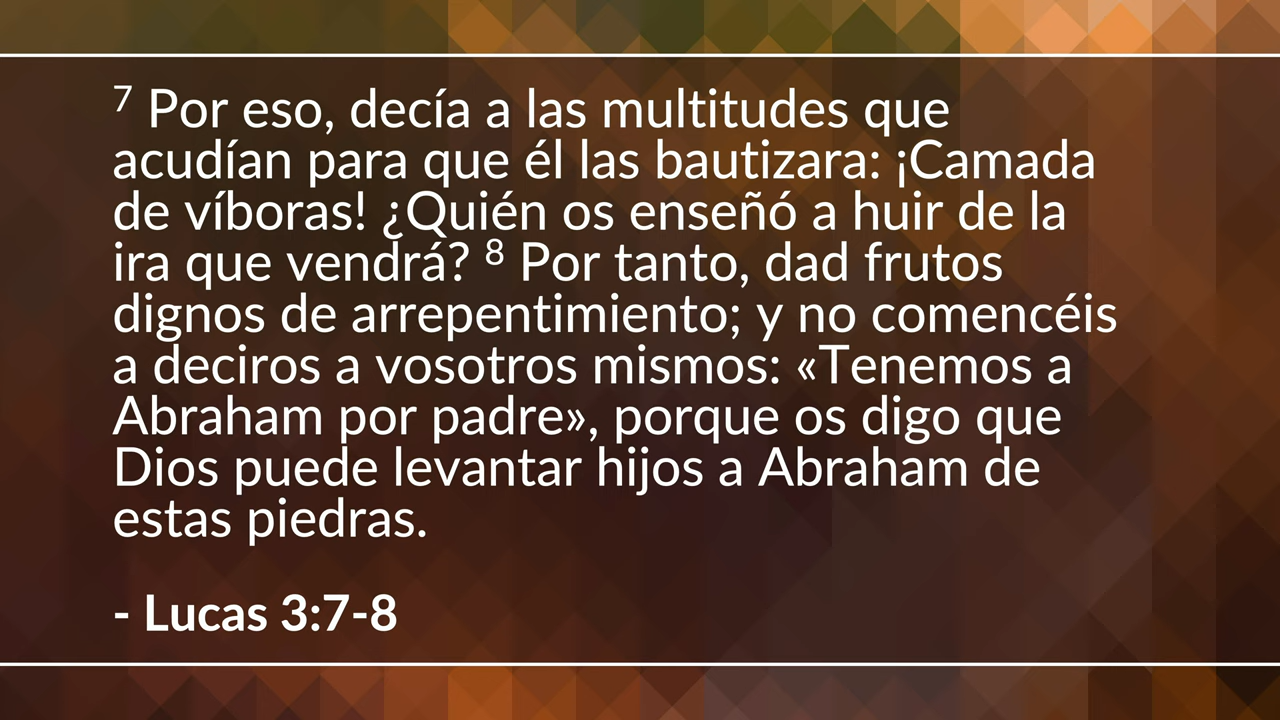 7 Por eso, decía a las multitudes que
acudían para que él las bautizara: ¡Camada
de víboras! ¿Quién os enseñó a huir de la
ira que vendrá? 8 Por tanto, dad frutos
dignos de arrepentimiento; y no comencéis
a deciros a vosotros mismos: «Tenemos a
Abraham por padre», porque os digo que
Dios puede levantar hijos a Abraham de
estas piedras.
- Lucas 3:7-8